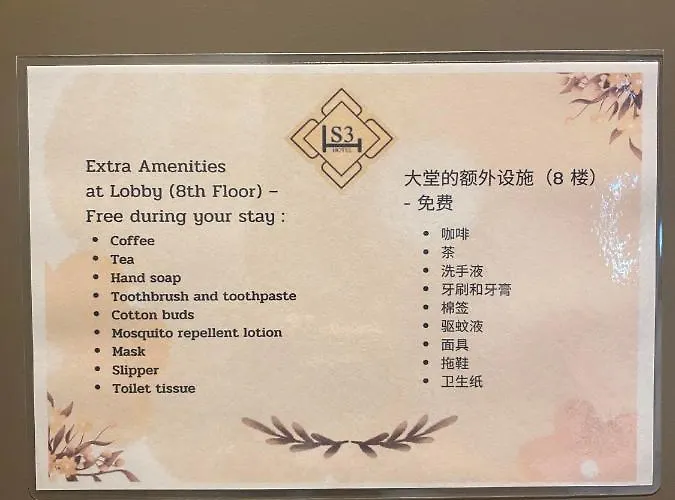 S3
HOTEL
Extra Amenities
at Lobby (8th Floor) –
Free during your stay :
• Coffee
• Tea
• Hand soap
• Toothbrush and toothpaste
• Cotton buds
• Mosquito repellent lotion
• Mask
• Slipper
• Toilet tissue
大堂的额外设施（8 楼）
- 免费
• 咖啡
• 茶
• 洗手液
• 牙刷和牙膏
• 棉签
• 驱蚊液
• 面具
• 拖鞋
• 卫生纸